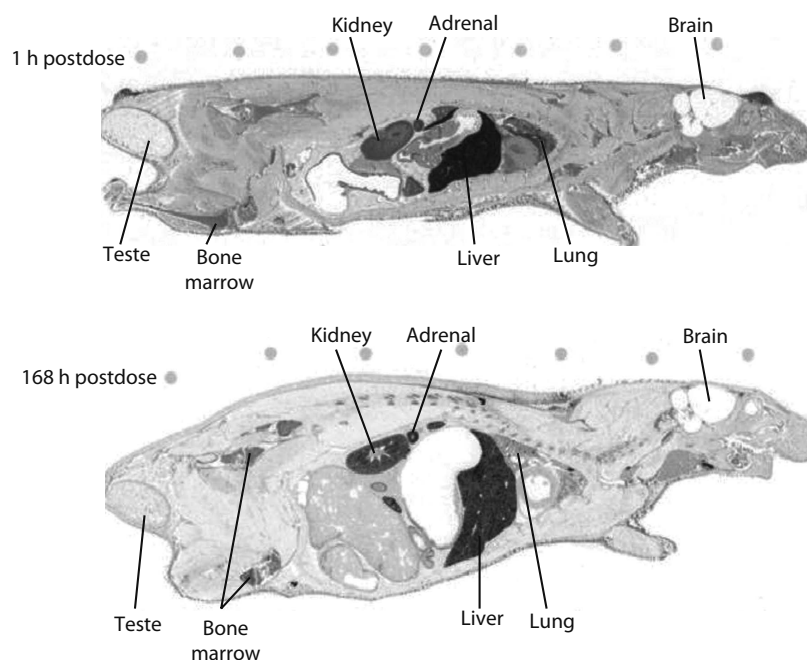 Kidney Adrenal Brain
1 h postdose
Teste Bone marrow Liver Lung
Kidney Adrenal Brain
168 h postdose
Teste Bone marrow Liver Lung